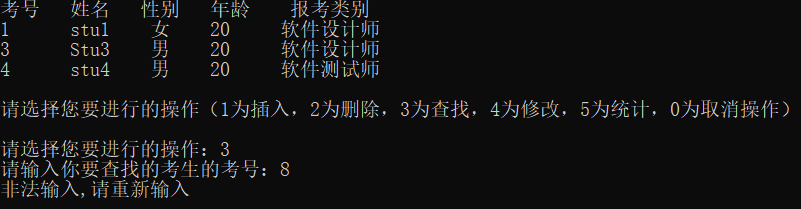 考号 姓名 性别 年龄 报考类别
1 stu1 女 20 软件设计师
3 Stu3 男 20 软件设计师
4 stu4 男 20 软件测试师
请选择您要进行的操作（1为插入，2为删除，3为查找，4为修改，5为统计，0为取消操作）
请选择您要进行的操作：3
请输入你要查找的考生的考号：8
非法输入,请重新输入